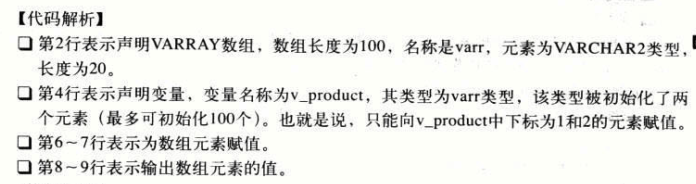 【代码解析】
❑ 第2行表示声明VARRAY数组，数组长度为100，名称是varr，元素为VARCHAR2类型，
长度为20。
❑ 第4行表示声明变量，变量名称为v_product，其类型为varr类型，该类型被初始化了两
个元素（最多可初始化100个）。也就是说，只能向v_product中下标为1和2的元素赋值。
❑ 第6～7行表示为数组元素赋值。
❑ 第8～9行表示输出数组元素的值。